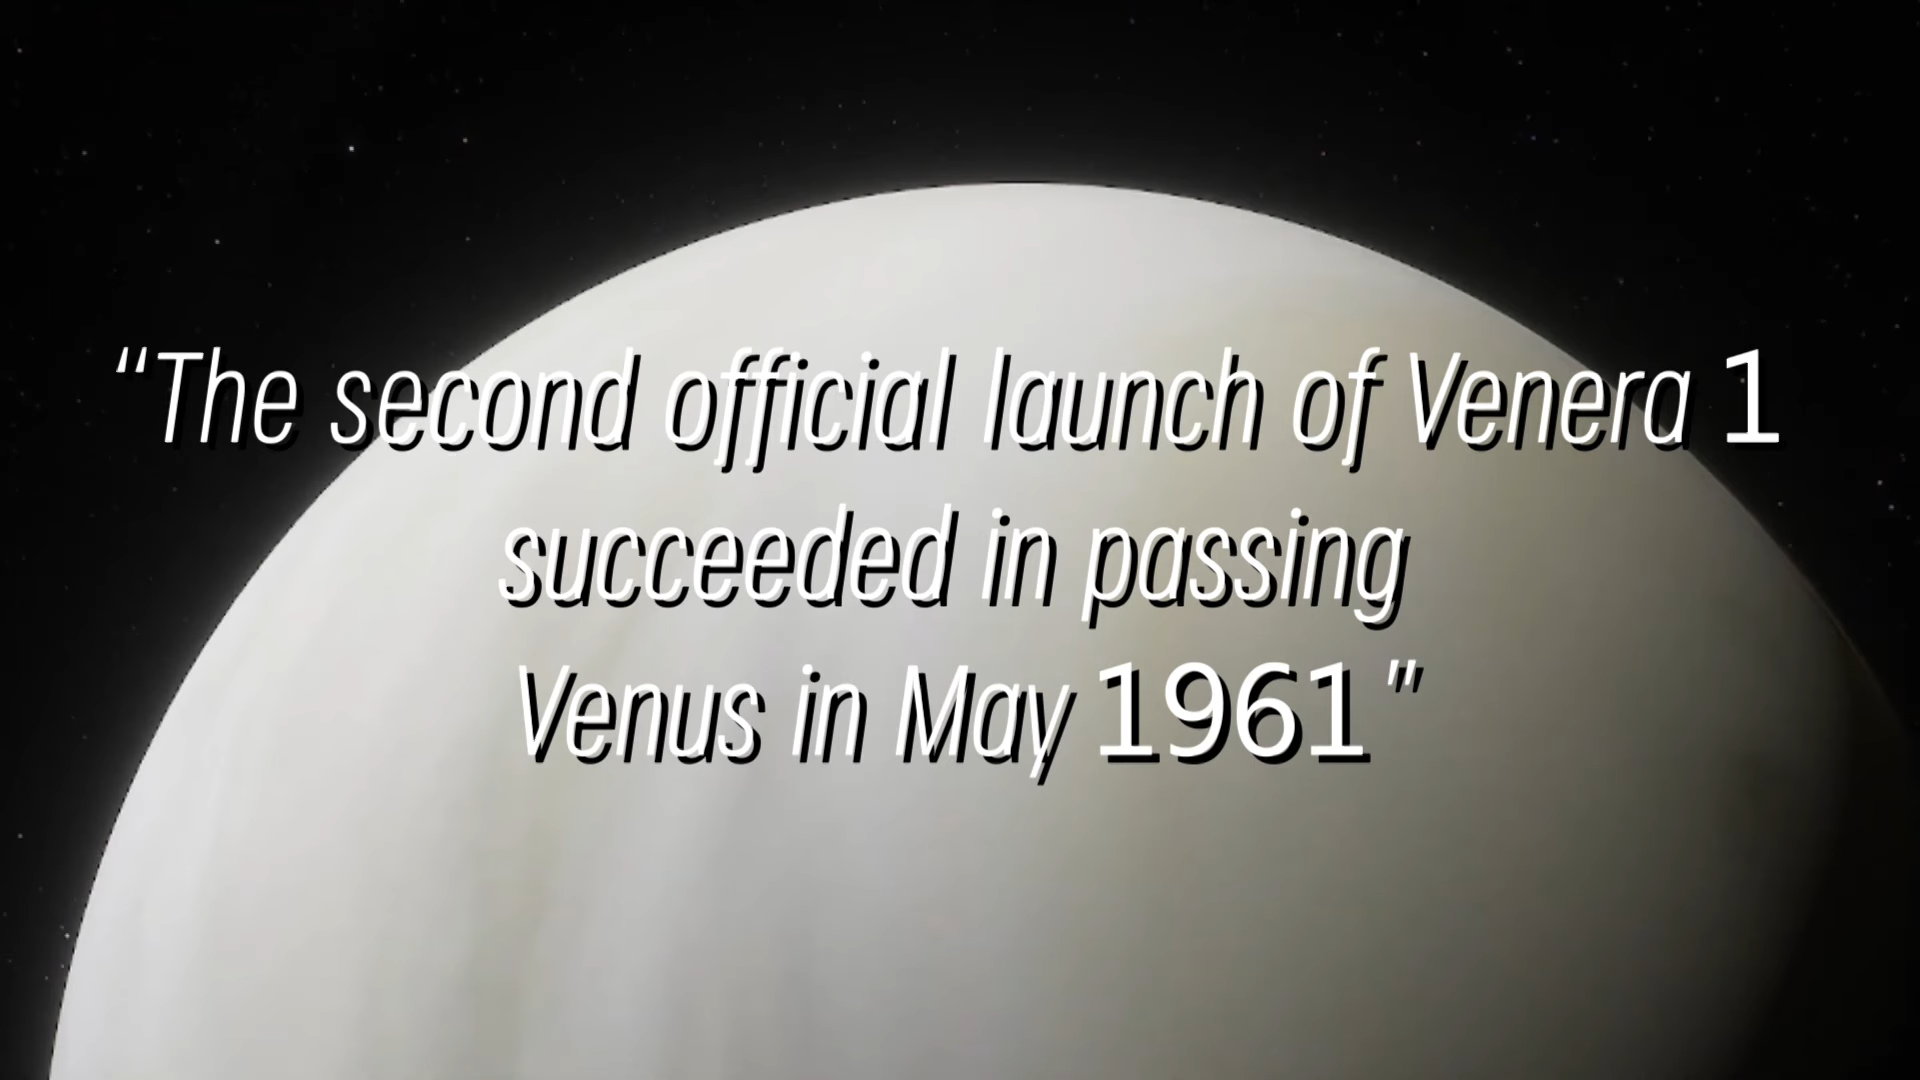 “The second official launch of Venera 1
succeeded in passing
Venus in May 1961"